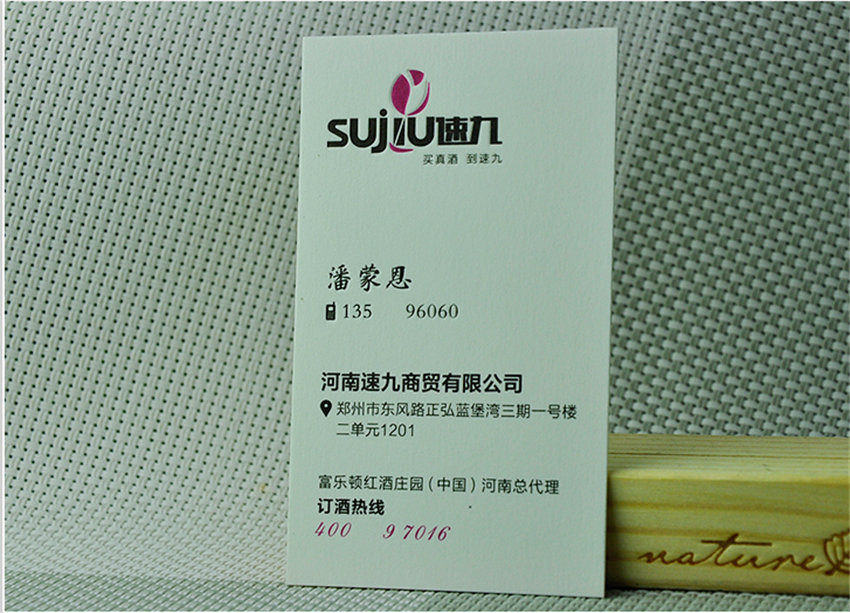 sujiu速九
买真酒 到速九
潘蒙恩
135 96060
河南速九商贸有限公司
郑州市东风路正弘蓝堡湾三期一号楼
二单元1201
富乐顿红酒庄园（中国）河南总代理
订酒热线
400 97016
nature